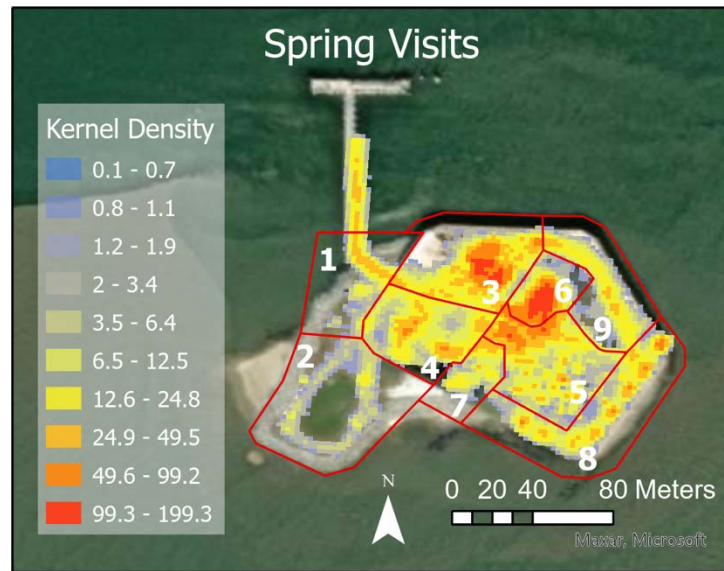 Spring Visits
Kernel Density
0.1 - 0.7
0.8 - 1.1
1.2 - 1.9
2 - 3.4
3.5 - 6.4
6.5 - 12.5
12.6 - 24.8
24.9 - 49.5
49.6 - 99.2
99.3 - 199.3
1
2
3
4
5
6
7
8
9
N
0 20 40 80 Meters
Maxar, Microsoft